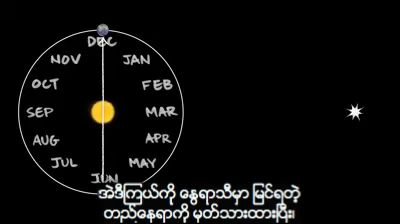 DEC
NOV
JAN
OCT
FEB
SEP
MAR
AUG
APR
JUL
MAY
JUN
အဲဒီကြယ်ကို နွေရာသီမှာ မြင်ရတဲ့
တည်နေရာကို မှတ်သားထားပြီး၊